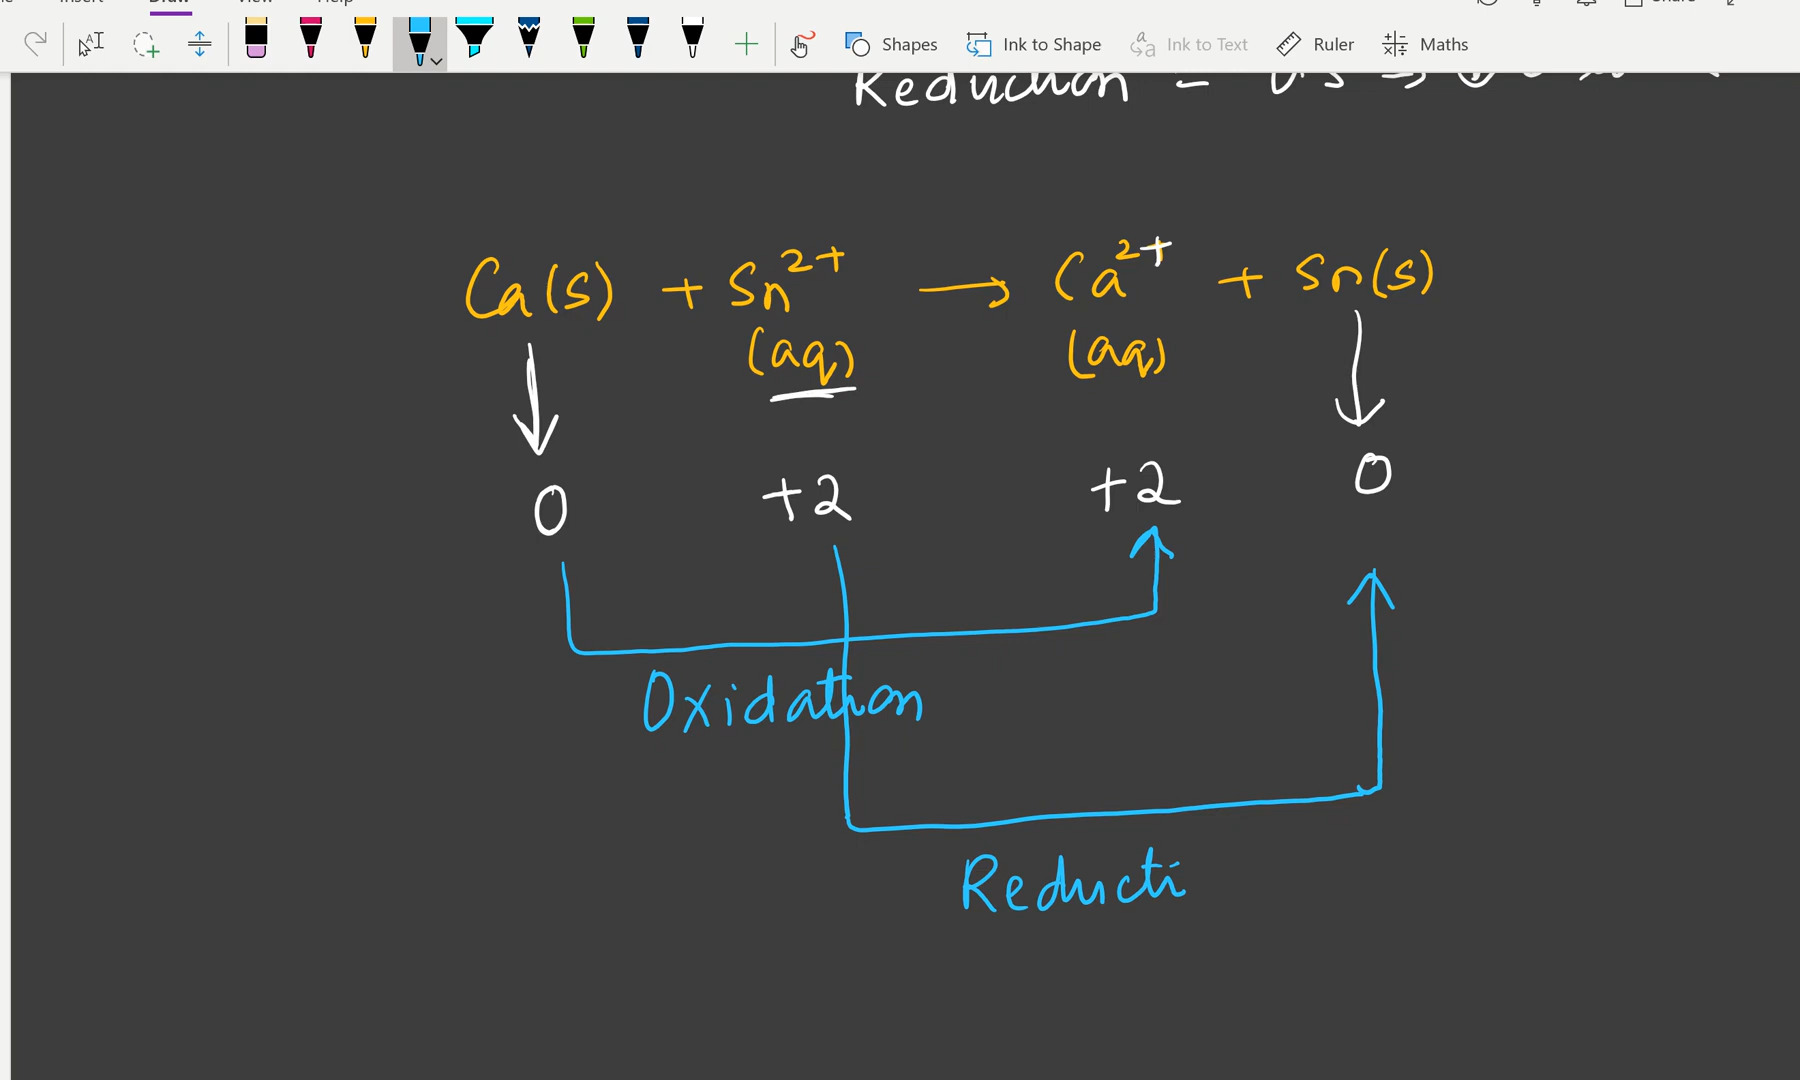 Draw
Shapes Ink to Shape Ink to Text Ruler Maths
Reduction =
Ca(s) + Sn²⁺ → Ca²⁺ + Sn(s)
(aq) (aq)
0 +2 +2 0
Oxidation
Reducti